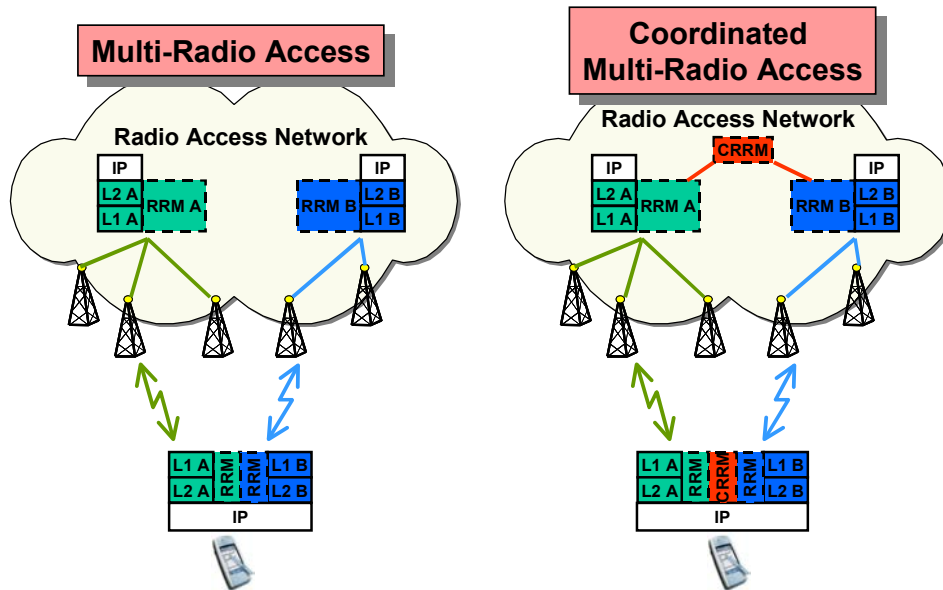 Multi-Radio Access
Radio Access Network
IP
L2 A
L1 A
RRM A
IP
RRM B
L2 B
L1 B
L1 A
L2 A
RRM
RRM
L1 B
L2 B
IP
Coordinated
Multi-Radio Access
Radio Access Network
CRRM
IP
L2 A
L1 A
RRM A
IP
RRM B
L2 B
L1 B
L1 A
L2 A
RRM
CRRM
RRM
L1 B
L2 B
IP